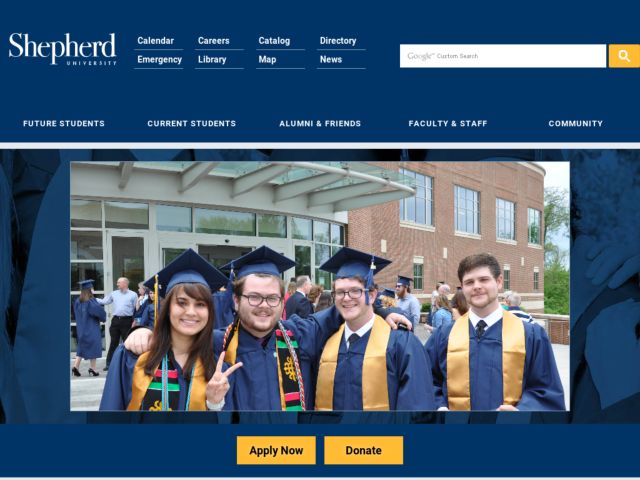 Shepherd
UNIVERSITY
Calendar Careers Catalog Directory
Emergency Library Map News
Google™ Custom Search
FUTURE STUDENTS CURRENT STUDENTS ALUMNI & FRIENDS FACULTY & STAFF COMMUNITY
Apply Now Donate